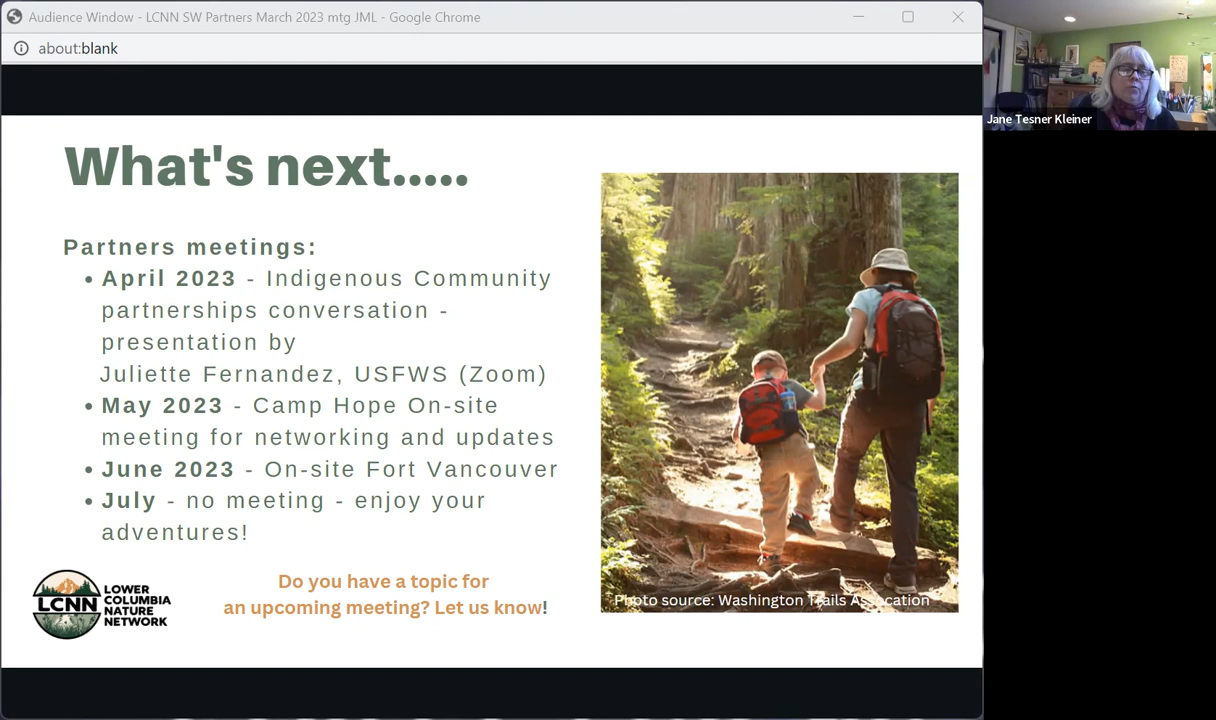 Audience Window - LCNN SW Partners March 2023 mtg JML - Google Chrome
about:blank
Jane Tesner Kleiner
What's next.....
Partners meetings:
• April 2023 - Indigenous Community
partnerships conversation -
presentation by
Juliette Fernandez, USFWS (Zoom)
• May 2023 - Camp Hope On-site
meeting for networking and updates
• June 2023 - On-site Fort Vancouver
• July - no meeting - enjoy your
adventures!
LCNN
LOWER
COLUMBIA
NATURE
NETWORK
Do you have a topic for
an upcoming meeting? Let us know!
Photo source: Washington Trails Assocation